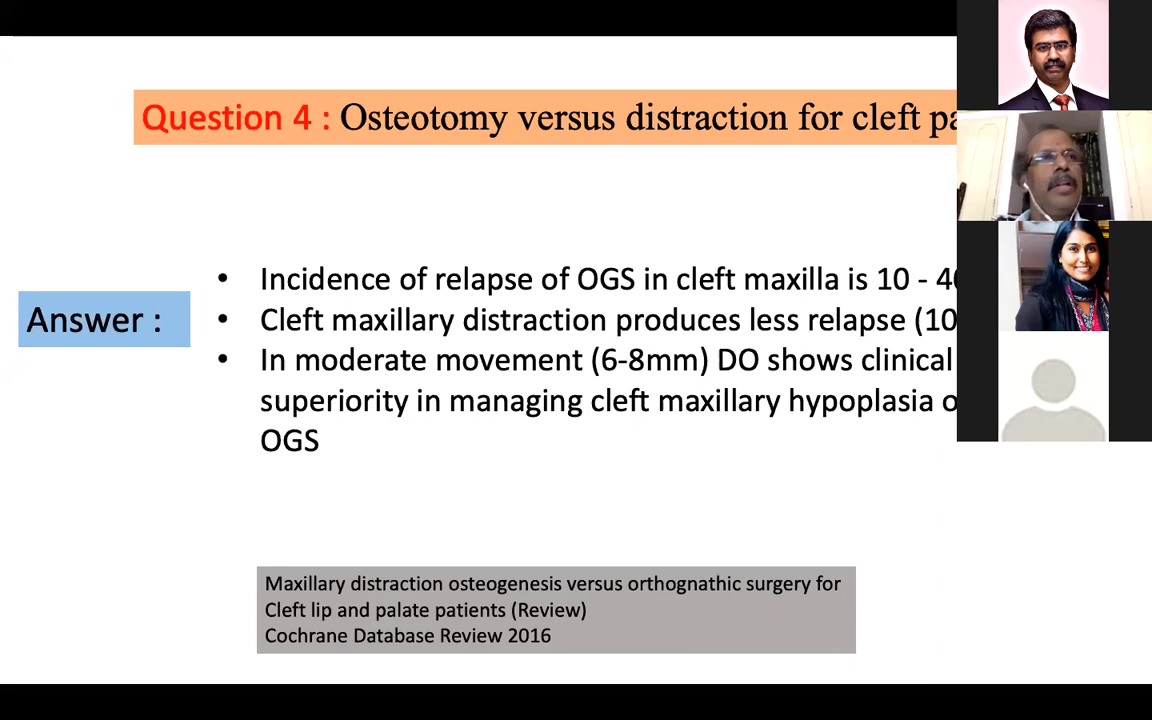 Question 4 : Osteotomy versus distraction for cleft
Answer :
• Incidence of relapse of OGS in cleft maxilla is 10 -
• Cleft maxillary distraction produces less relapse (10
• In moderate movement (6-8mm) DO shows clinical
superiority in managing cleft maxillary hypoplasia
OGS
Maxillary distraction osteogenesis versus orthognathic surgery for
Cleft lip and palate patients (Review)
Cochrane Database Review 2016